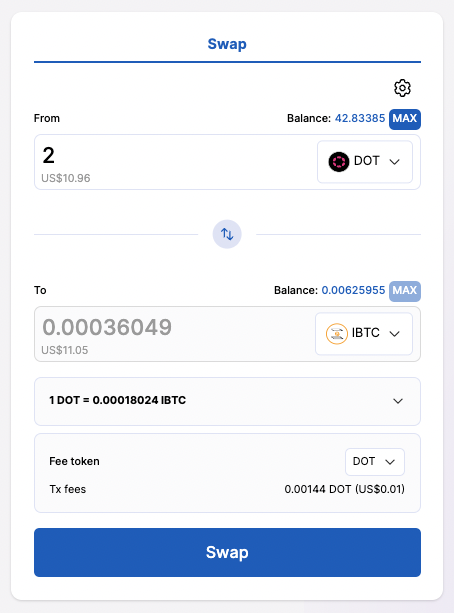 Swap
From Balance: 42.83385 MAX
2 DOT
US$10.96
To Balance: 0.00625955 MAX
0.00036049 IBTC
US$11.05
1 DOT = 0.00018024 IBTC
Fee token DOT
Tx fees 0.00144 DOT (US$0.01)
Swap